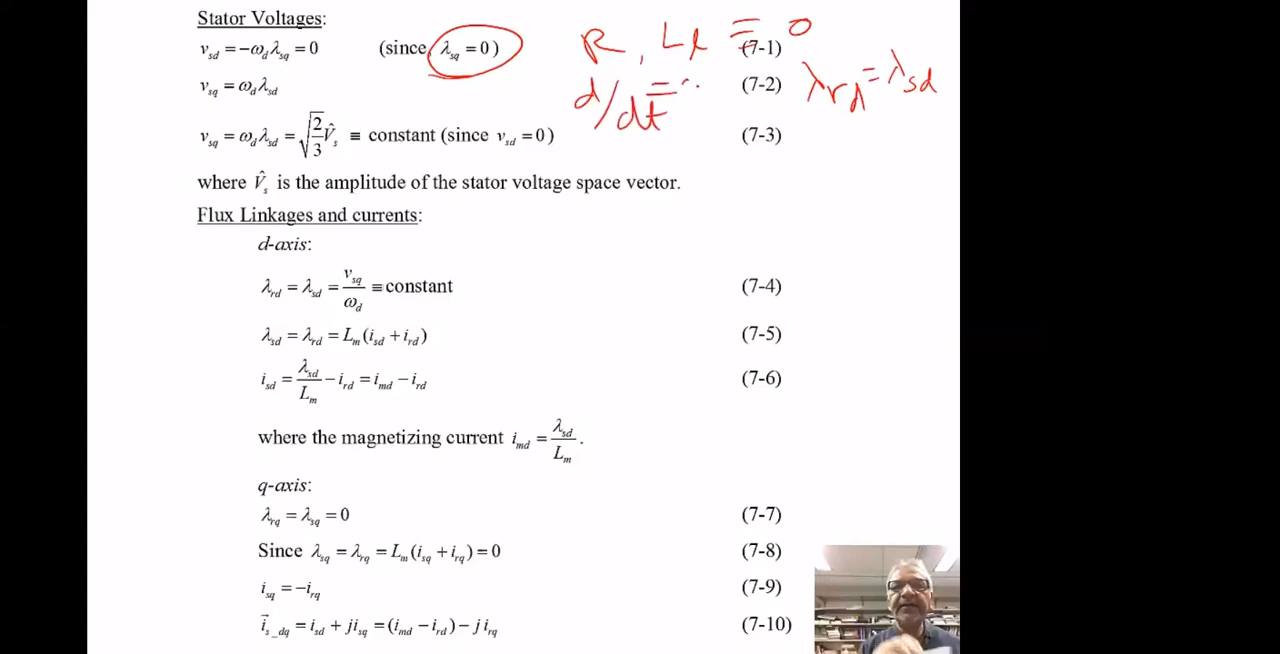 Stator Voltages:
v_sd = −ω_d λ_sq = 0 (since λ_sq = 0) (7-1)
R, Lℓ = 0
v_sq = ω_d λ_sd (7-2)
d/dt =
λrd = λsd
v_sq = ω_d λ_sd = √(2/3) V̂_s ≡ constant (since v_sd = 0) (7-3)
where V̂_s is the amplitude of the stator voltage space vector.
Flux Linkages and currents:
d-axis:
λ_rd = λ_sd = v_sq/ω_d ≡ constant (7-4)
λ_sd = λ_rd = L_m (i_sd + i_rd) (7-5)
i_sd = λ_sd/L_m − i_rd = i_md − i_rd (7-6)
where the magnetizing current i_md = λ_sd/L_m.
q-axis:
λ_rq = λ_sq = 0 (7-7)
Since λ_sq = λ_rq = L_m (i_sq + i_rq) = 0 (7-8)
i_sq = −i_rq (7-9)
i⃗_s_dq = i_sd + ji_sq = (i_md − i_rd) − j i_rq (7-10)